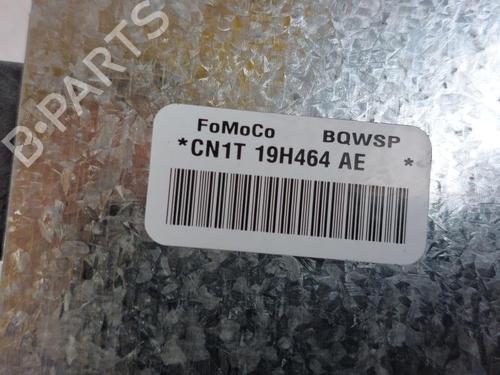 B-PARTS
FoMoCo BQWSP
*CN1T 19H464 AE *